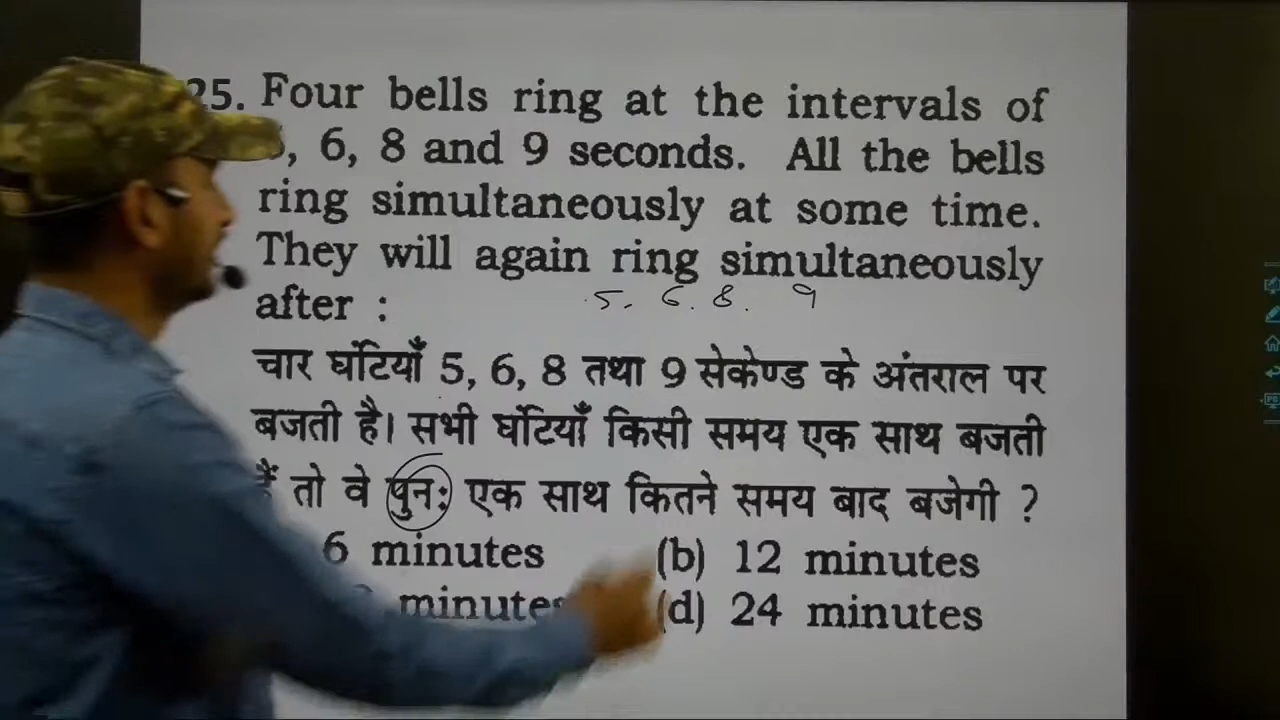 25. Four bells ring at the intervals of
, 6, 8 and 9 seconds. All the bells
ring simultaneously at some time.
They will again ring simultaneously
after :
5, 6. 8. 9
चार घंटियाँ 5, 6, 8 तथा 9 सेकेण्ड के अंतराल पर
बजती है। सभी घंटियाँ किसी समय एक साथ बजती
हैं तो वे पुनः एक साथ कितने समय बाद बजेगी ?
6 minutes (b) 12 minutes
minutes (d) 24 minutes